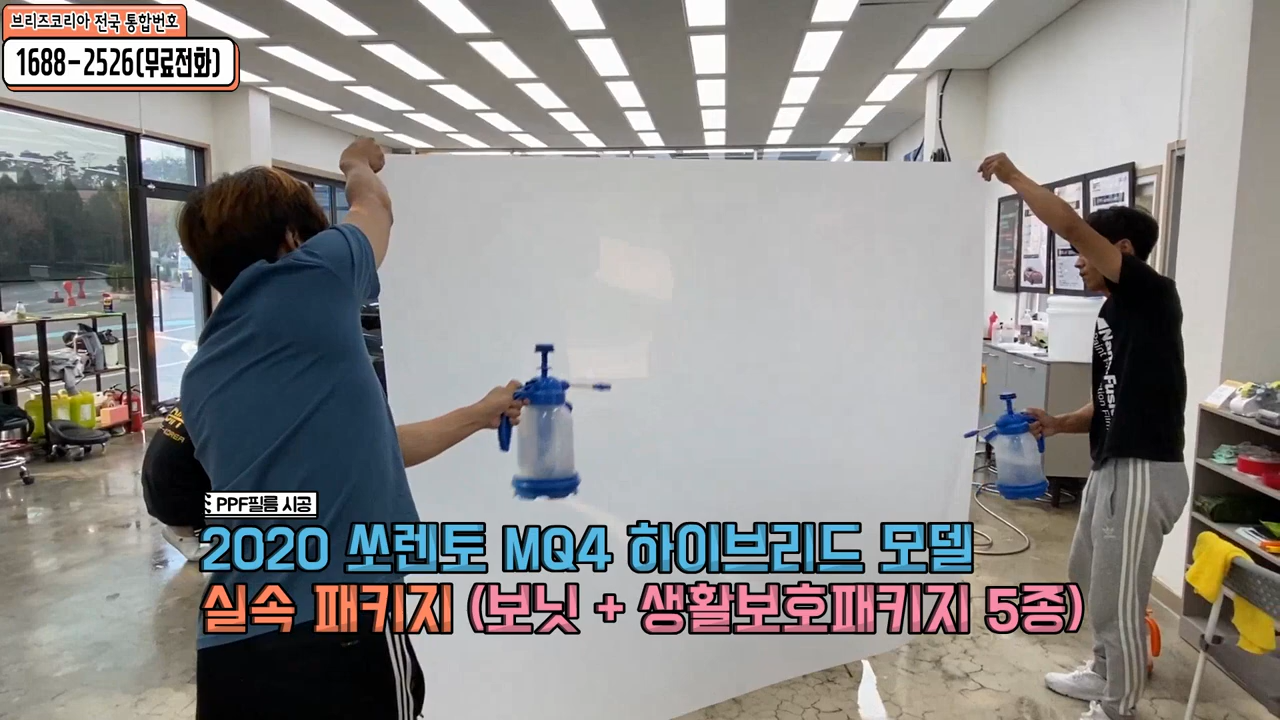 브리즈코리아 전국 통합번호
1688-2526(무료전화)
PPF필름 시공
2020 쏘렌토 MQ4 하이브리드 모델
실속 패키지 (보닛 + 생활보호패키지 5종)